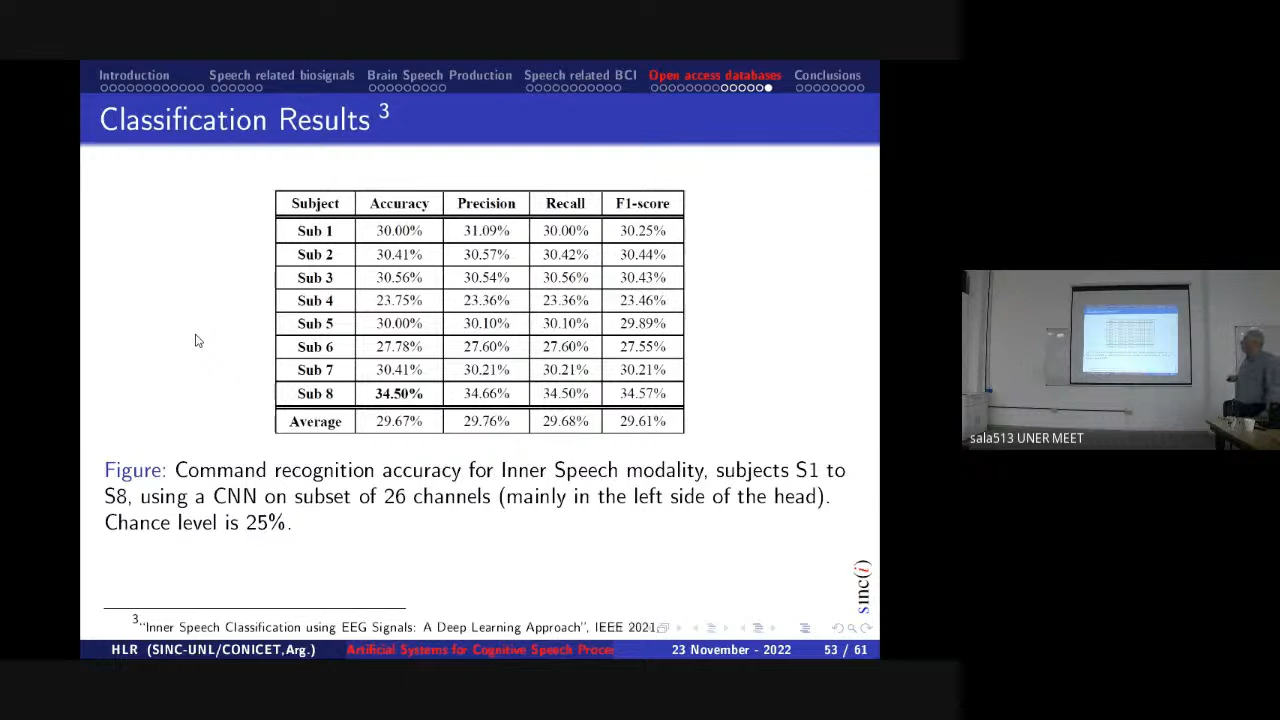 Introduction Speech related biosignals Brain Speech Production Speech related BCI Open access databases Conclusions
Classification Results 3
Subject Accuracy Precision Recall F1-score
Sub 1 30.00% 31.09% 30.00% 30.25%
Sub 2 30.41% 30.57% 30.42% 30.44%
Sub 3 30.56% 30.54% 30.56% 30.43%
Sub 4 23.75% 23.36% 23.36% 23.46%
Sub 5 30.00% 30.10% 30.10% 29.89%
Sub 6 27.78% 27.60% 27.60% 27.55%
Sub 7 30.41% 30.21% 30.21% 30.21%
Sub 8 34.50% 34.66% 34.50% 34.57%
Average 29.67% 29.76% 29.68% 29.61%
Figure: Command recognition accuracy for Inner Speech modality, subjects S1 to
S8, using a CNN on subset of 26 channels (mainly in the left side of the head).
Chance level is 25%.
sinc(i)
3"Inner Speech Classification using EEG Signals: A Deep Learning Approach", IEEE 2021.
HLR (SINC-UNL/CONICET,Arg.) Artificial Systems for Cognitive Speech Proces 23 November - 2022 53 / 61
sala513 UNER MEET